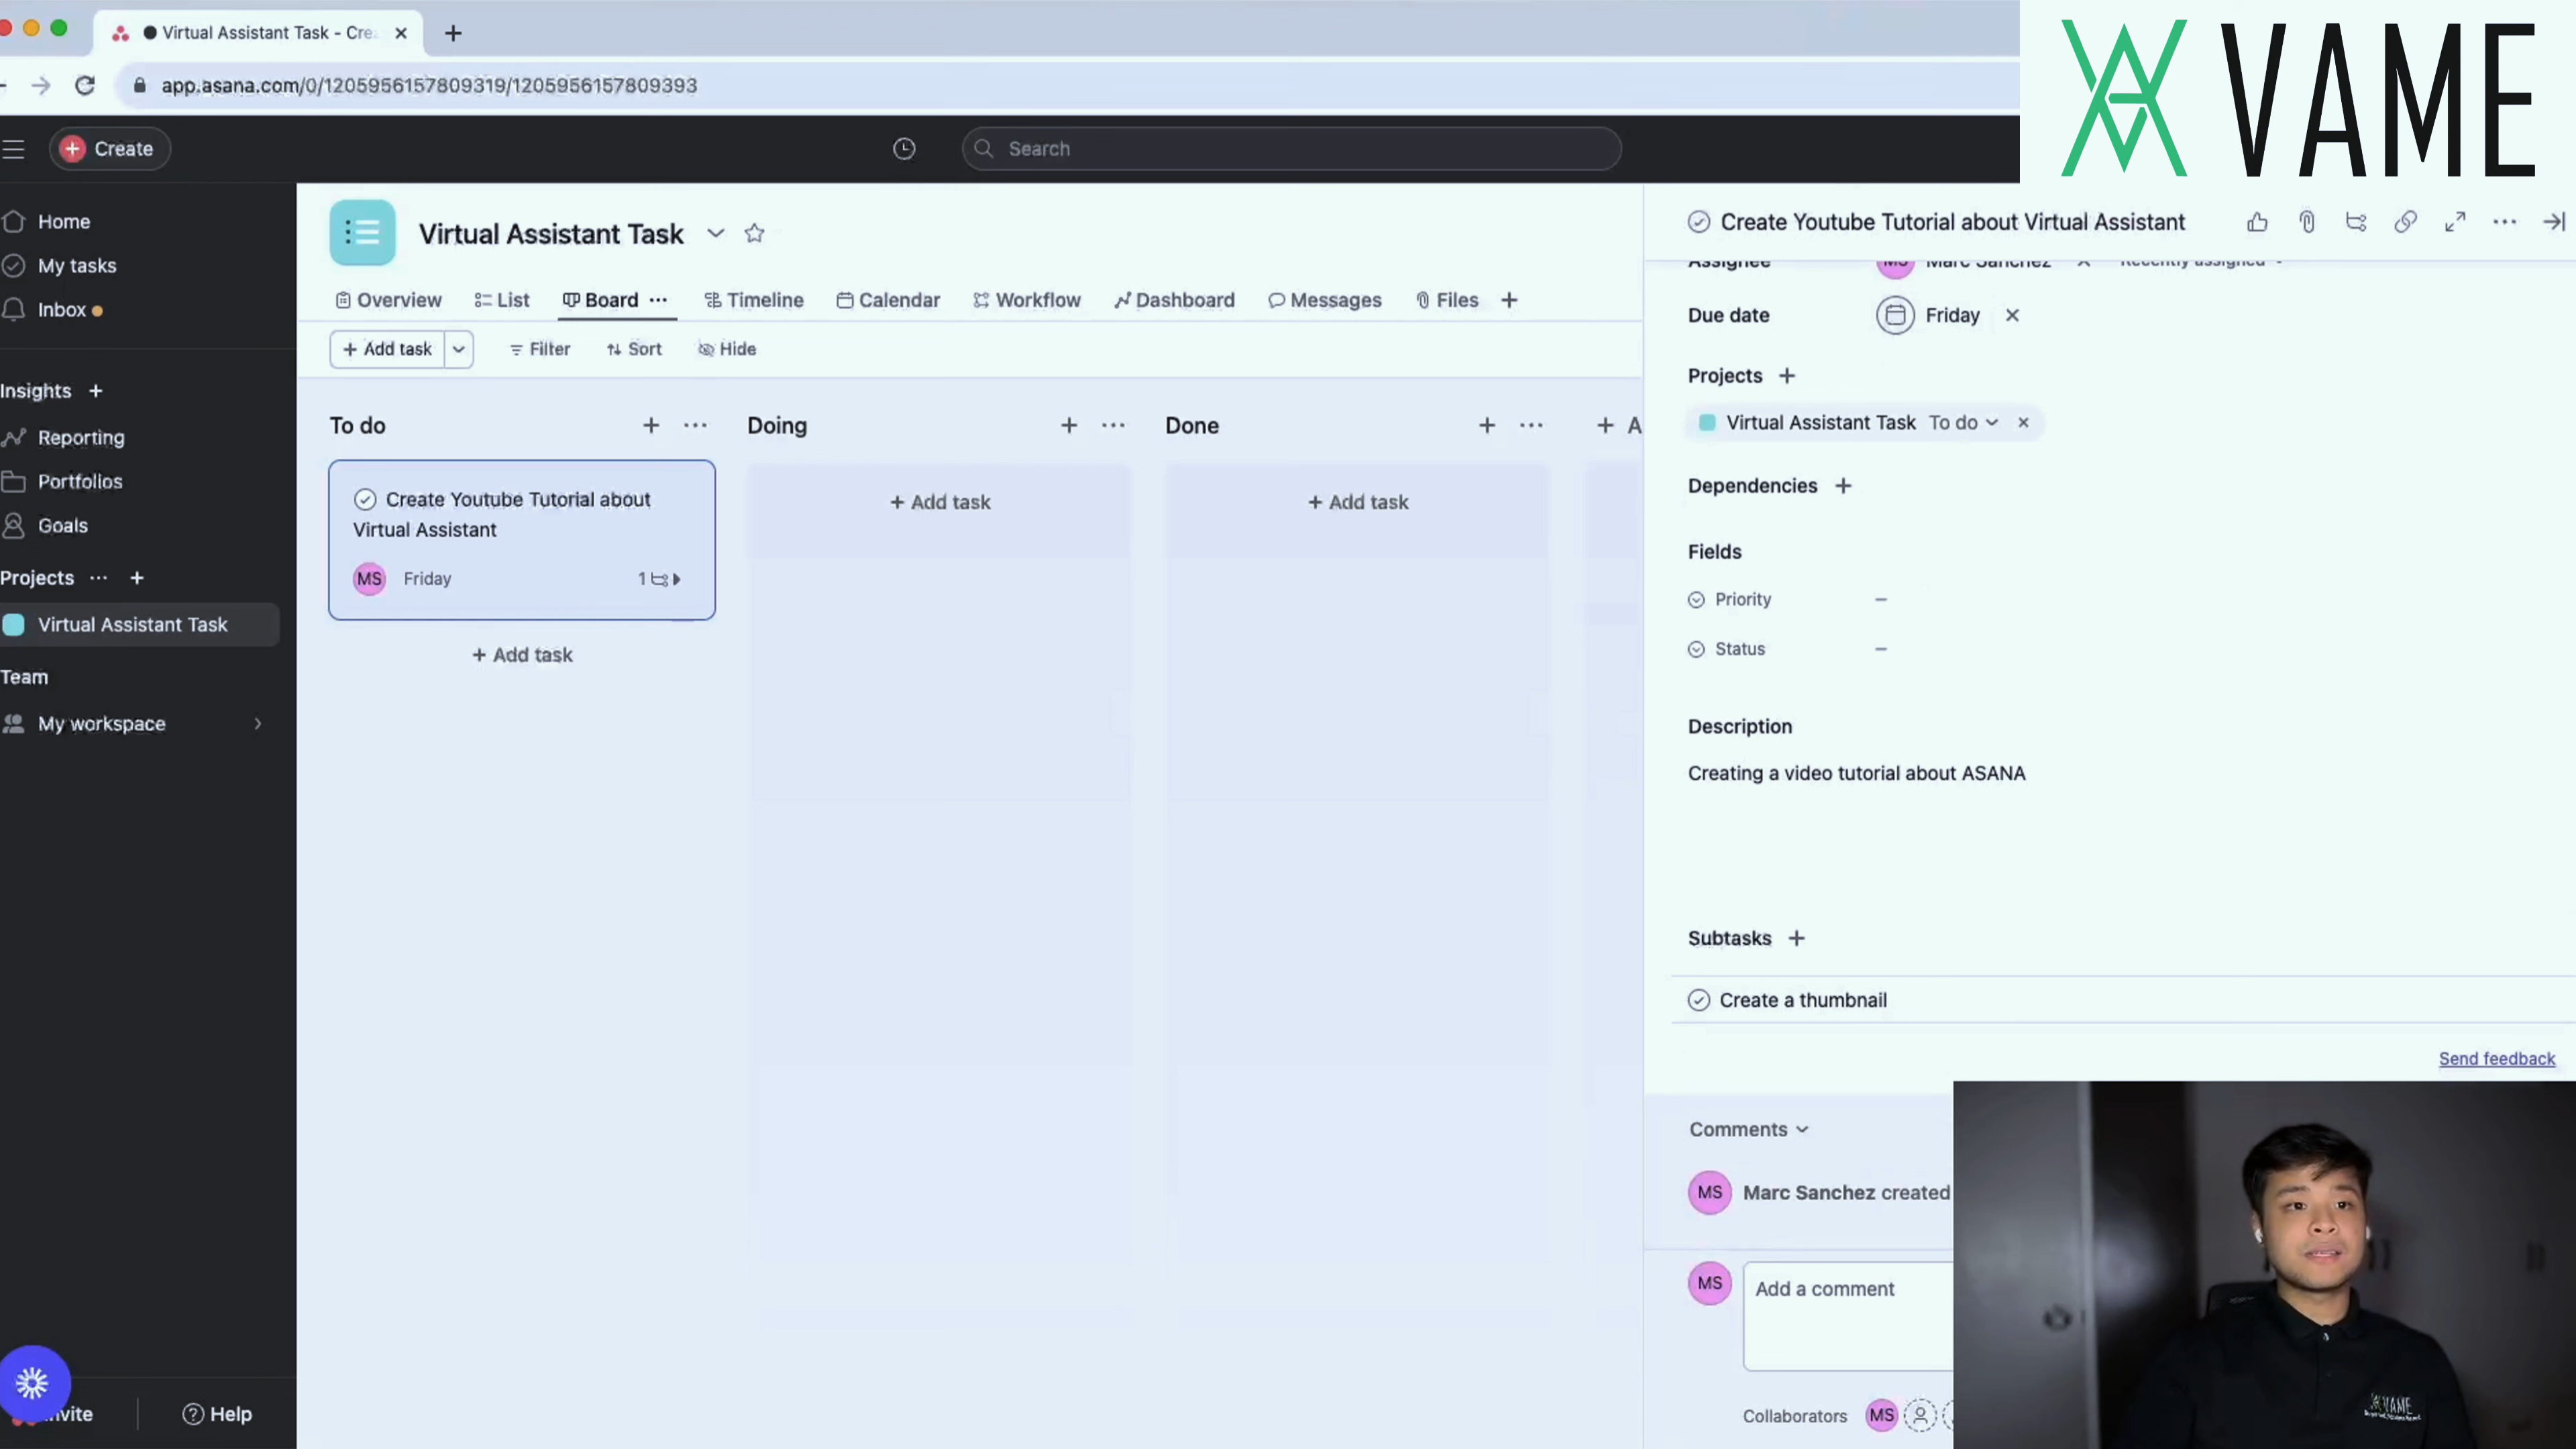 Virtual Assistant Task - Cre
app.asana.com/0/1205956157809319/1205956157809393
VAME
Create
Search
Home
My tasks
Inbox
Insights
Reporting
Portfolios
Goals
Projects
Virtual Assistant Task
Team
My workspace
Invite
Help
Virtual Assistant Task
Overview List Board Timeline Calendar Workflow Dashboard Messages Files
Add task Filter Sort Hide
To do
Create Youtube Tutorial about
Virtual Assistant
MS Friday 1
+ Add task
Doing
+ Add task
Done
+ Add task
Create Youtube Tutorial about Virtual Assistant
Assignee MS Marc Sanchez Recently assigned
Due date Friday
Projects
Virtual Assistant Task To do
Dependencies
Fields
Priority –
Status –
Description
Creating a video tutorial about ASANA
Subtasks
Create a thumbnail
Send feedback
Comments
MS Marc Sanchez created
MS Add a comment
Collaborators MS
VAME